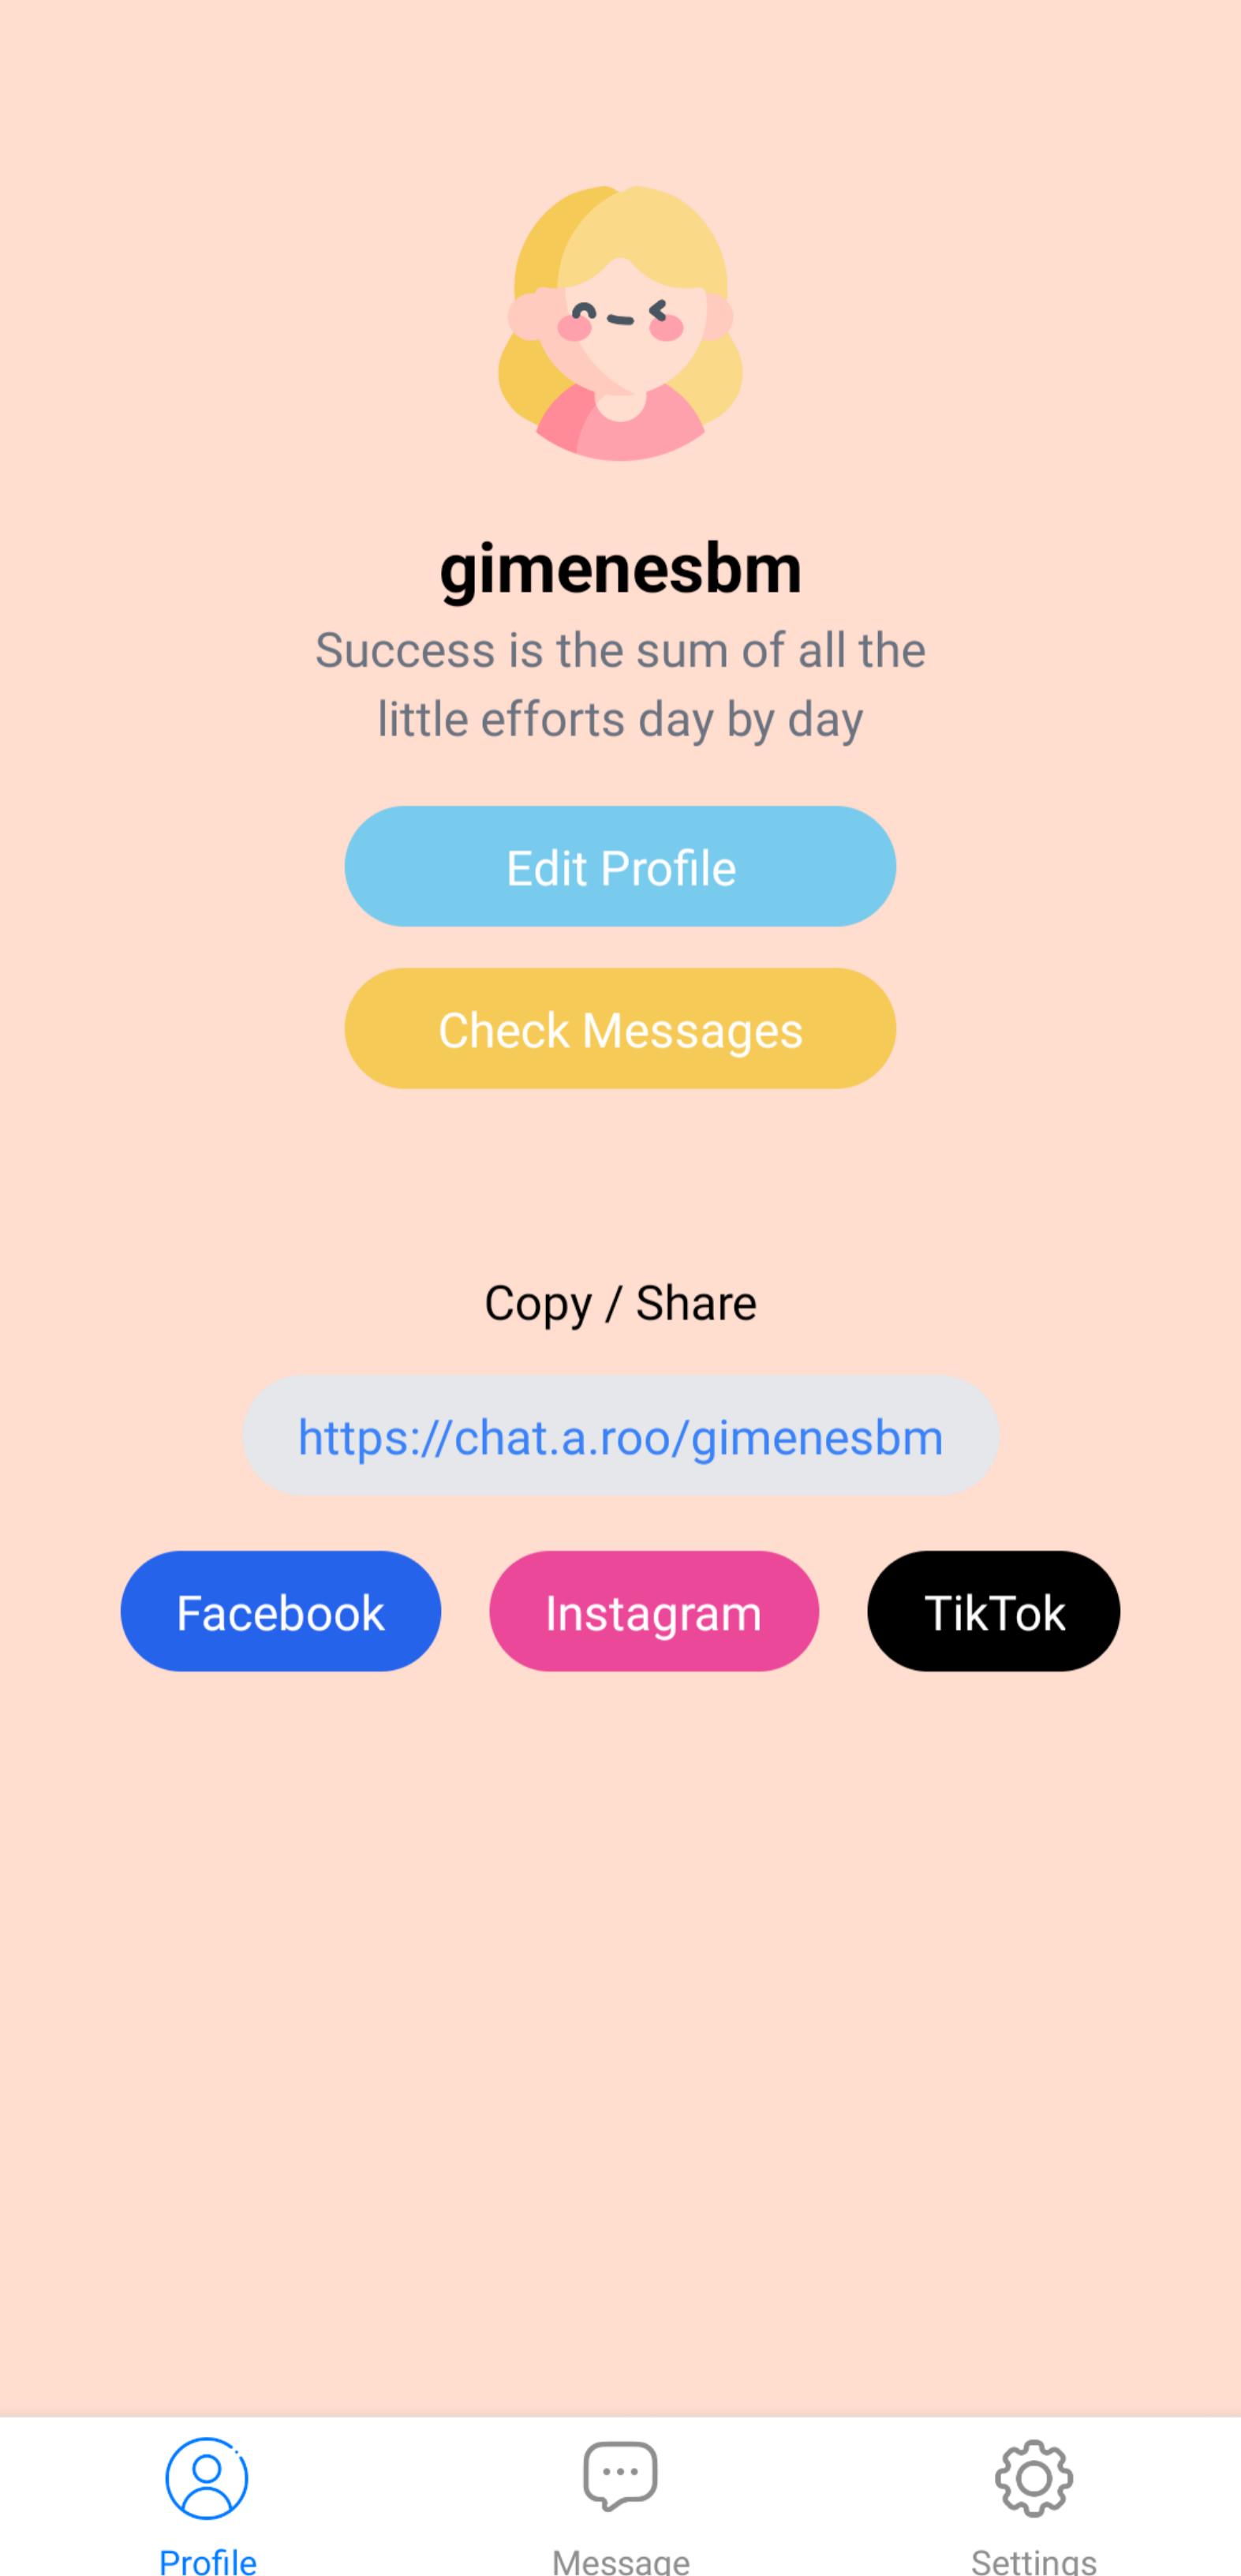 gimenesbm
Success is the sum of all the
little efforts day by day
Edit Profile
Check Messages
Copy / Share
https://chat.a.roo/gimenesbm
Facebook Instagram TikTok
Profile Message Settings